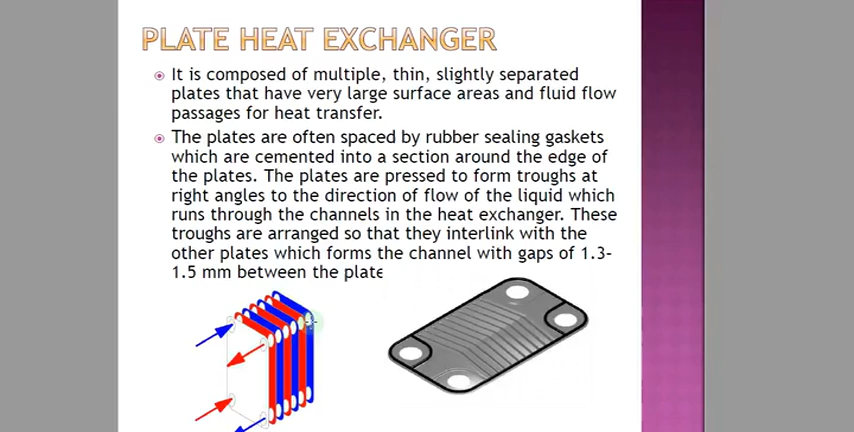 PLATE HEAT EXCHANGER
It is composed of multiple, thin, slightly separated
plates that have very large surface areas and fluid flow
passages for heat transfer.
The plates are often spaced by rubber sealing gaskets
which are cemented into a section around the edge of
the plates. The plates are pressed to form troughs at
right angles to the direction of flow of the liquid which
runs through the channels in the heat exchanger. These
troughs are arranged so that they interlink with the
other plates which forms the channel with gaps of 1.3–
1.5 mm between the plate